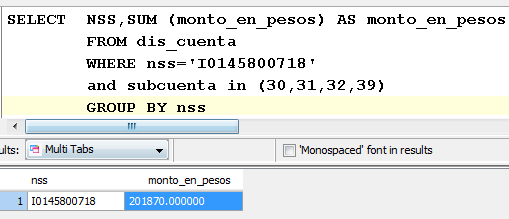 SELECT NSS,SUM (monto_en_pesos) AS monto_en_pesos
FROM dis_cuenta
WHERE nss='I0145800718'
and subcuenta in (30,31,32,39)
GROUP BY nss
ults: Multi Tabs 'Monospaced' font in results
nss monto_en_pesos
1 I0145800718 201870.000000